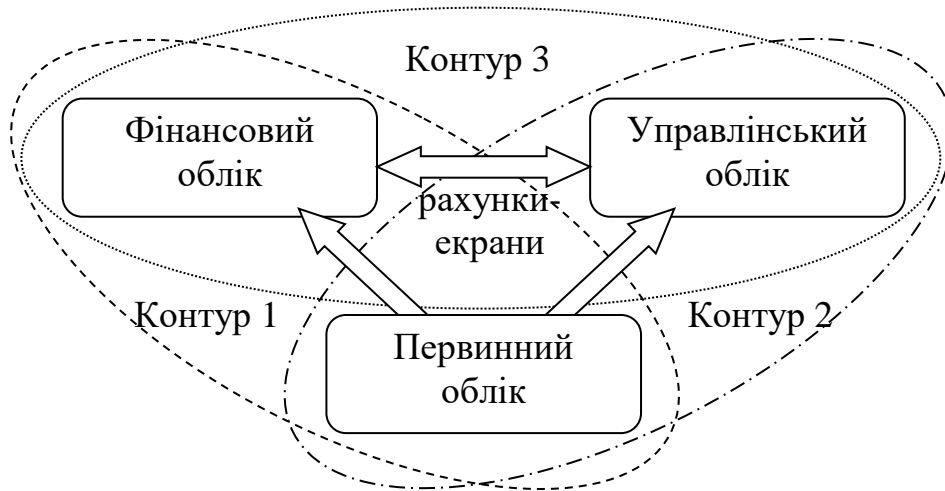 Контур 3
Фінансовий
облік
Управлінський
облік
рахунки-
екрани
Контур 1
Контур 2
Первинний
облік